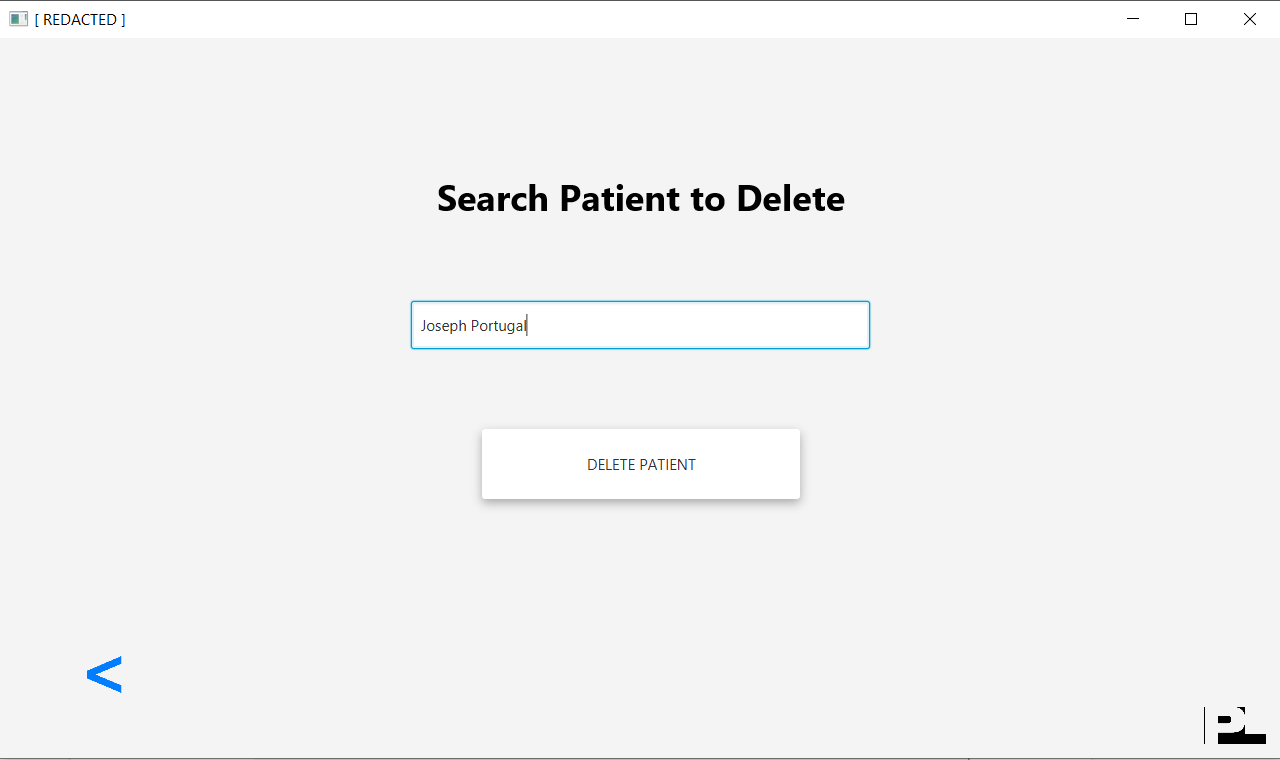 [ REDACTED ]
Search Patient to Delete
Joseph Portugal
DELETE PATIENT
<